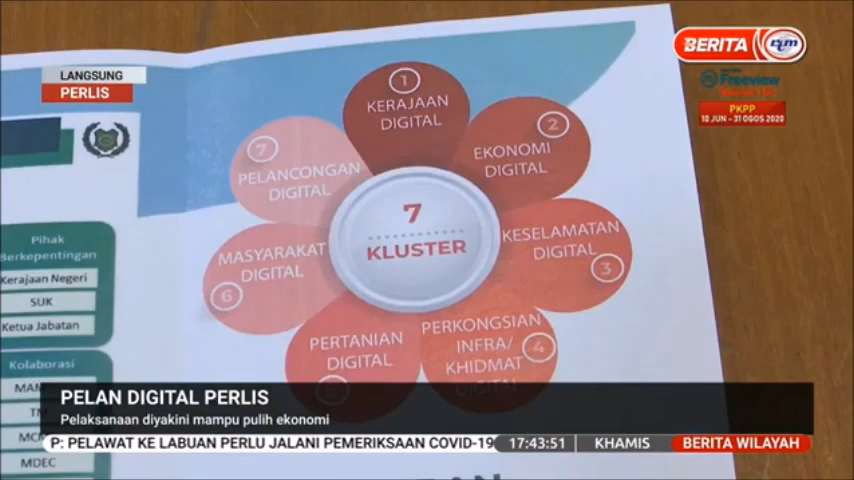 LANGSUNG
PERLIS
BERITA rtm
Freeview
PKPP
10 JUN - 31 OGOS 2020
1
KERAJAAN
DIGITAL
2
EKONOMI
DIGITAL
KESELAMATAN
DIGITAL
3
PERKONGSIAN
INFRA/
KHIDMAT
DIGITAL
4
PERTANIAN
DIGITAL
MASYARAKAT
DIGITAL
6
7
PELANCONGAN
DIGITAL
7
KLUSTER
Pihak
Berkepentingan
Kerajaan Negeri
SUK
Ketua Jabatan
Kolaborasi
MDEC
PELAN DIGITAL PERLIS
Pelaksanaan diyakini mampu pulih ekonomi
P: PELAWAT KE LABUAN PERLU JALANI PEMERIKSAAN COVID-19
17:43:51
KHAMIS
BERITA WILAYAH